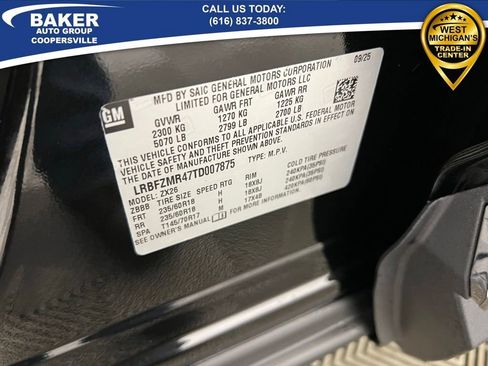 BAKER
AUTO GROUP
COOPERSVILLE
CALL US TODAY:
(616) 837-3800
WEST
MICHIGAN'S
TRADE-IN
CENTER
GM
09/25
MFD BY SAIC GENERAL MOTORS CORPORATION
LIMITED FOR GENERAL MOTORS LLC
GVWR GAWR FRT GAWR RR
2300 KG 1270 KG 1225 KG
5070 LB 2799 LB 2700 LB
THIS VEHICLE CONFORMS TO ALL APPLICABLE U.S. FEDERAL MOTOR
VEHICLE SAFETY AND THEFT PREVENTION STANDARDS IN EFFECT ON
THE DATE OF MANUFACTURE SHOWN ABOVE.
LRBFZMR47TD007875 TYPE: M.P.V.
MODEL: ZX26
ZBBB TIRE SIZE SPEED RTG RIM COLD TIRE PRESSURE
FRT 235/60R18 H 18X8J 240KPA(35PSI)
RR 235/60R18 H 18X8J 240KPA(35PSI)
SPA T145/70R17 M 17X4B 420KPA(60PSI)
SEE OWNER'S MANUAL